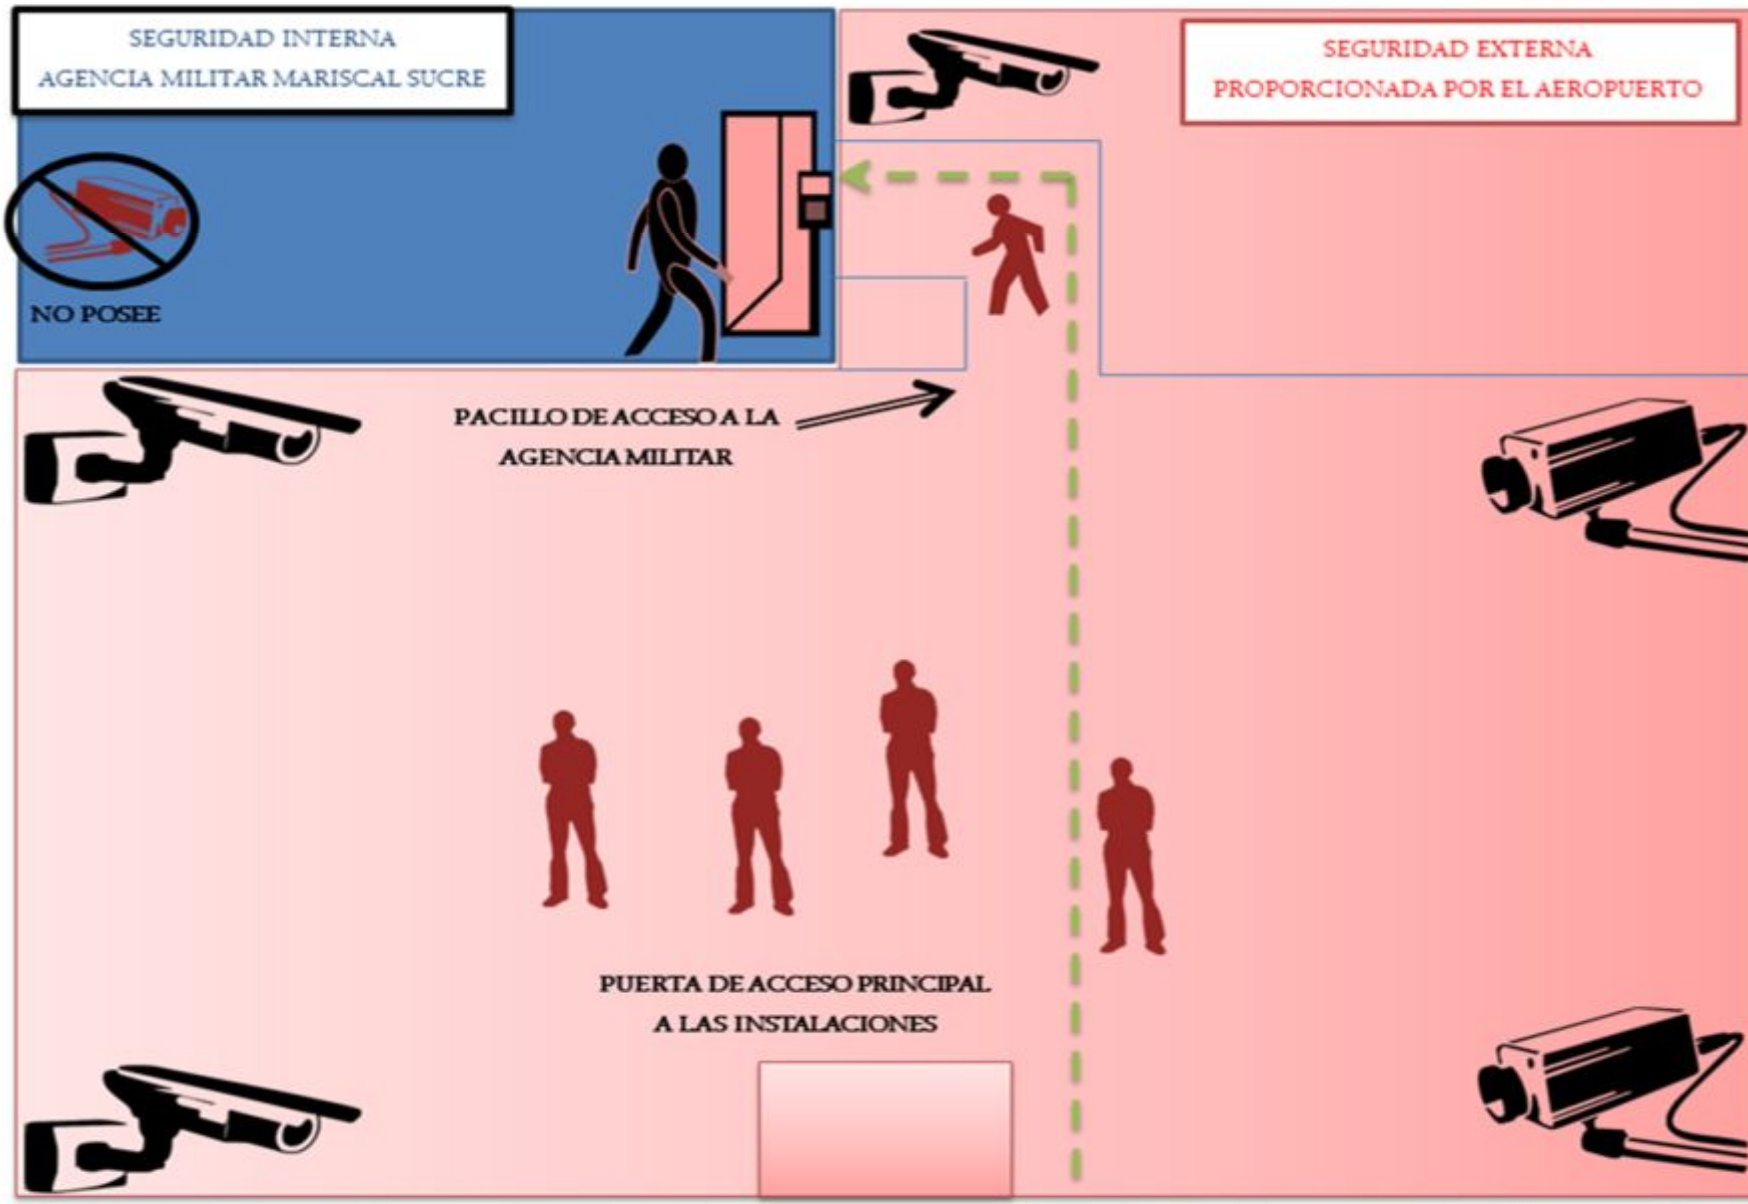 SEGURIDAD INTERNA
AGENCIA MILITAR MARISCAL SUCRE
SEGURIDAD EXTERNA
PROPORCIONADA POR EL AEROPUERTO
NO POSEE
PACILLO DE ACCESO A LA
AGENCIA MILITAR
PUERTA DE ACCESO PRINCIPAL
A LAS INSTALACIONES